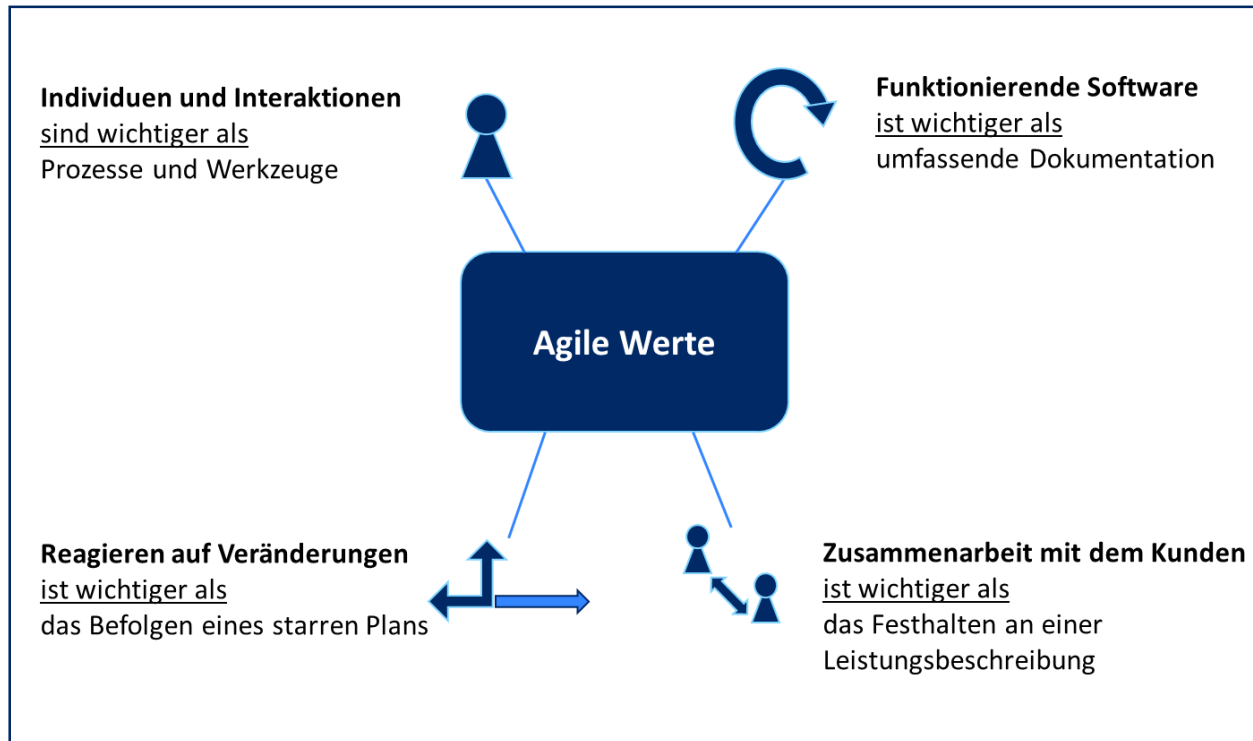 Individuen und Interaktionen
sind wichtiger als
Prozesse und Werkzeuge
Funktionierende Software
ist wichtiger als
umfassende Dokumentation
Agile Werte
Reagieren auf Veränderungen
ist wichtiger als
das Befolgen eines starren Plans
Zusammenarbeit mit dem Kunden
ist wichtiger als
das Festhalten an einer
Leistungsbeschreibung